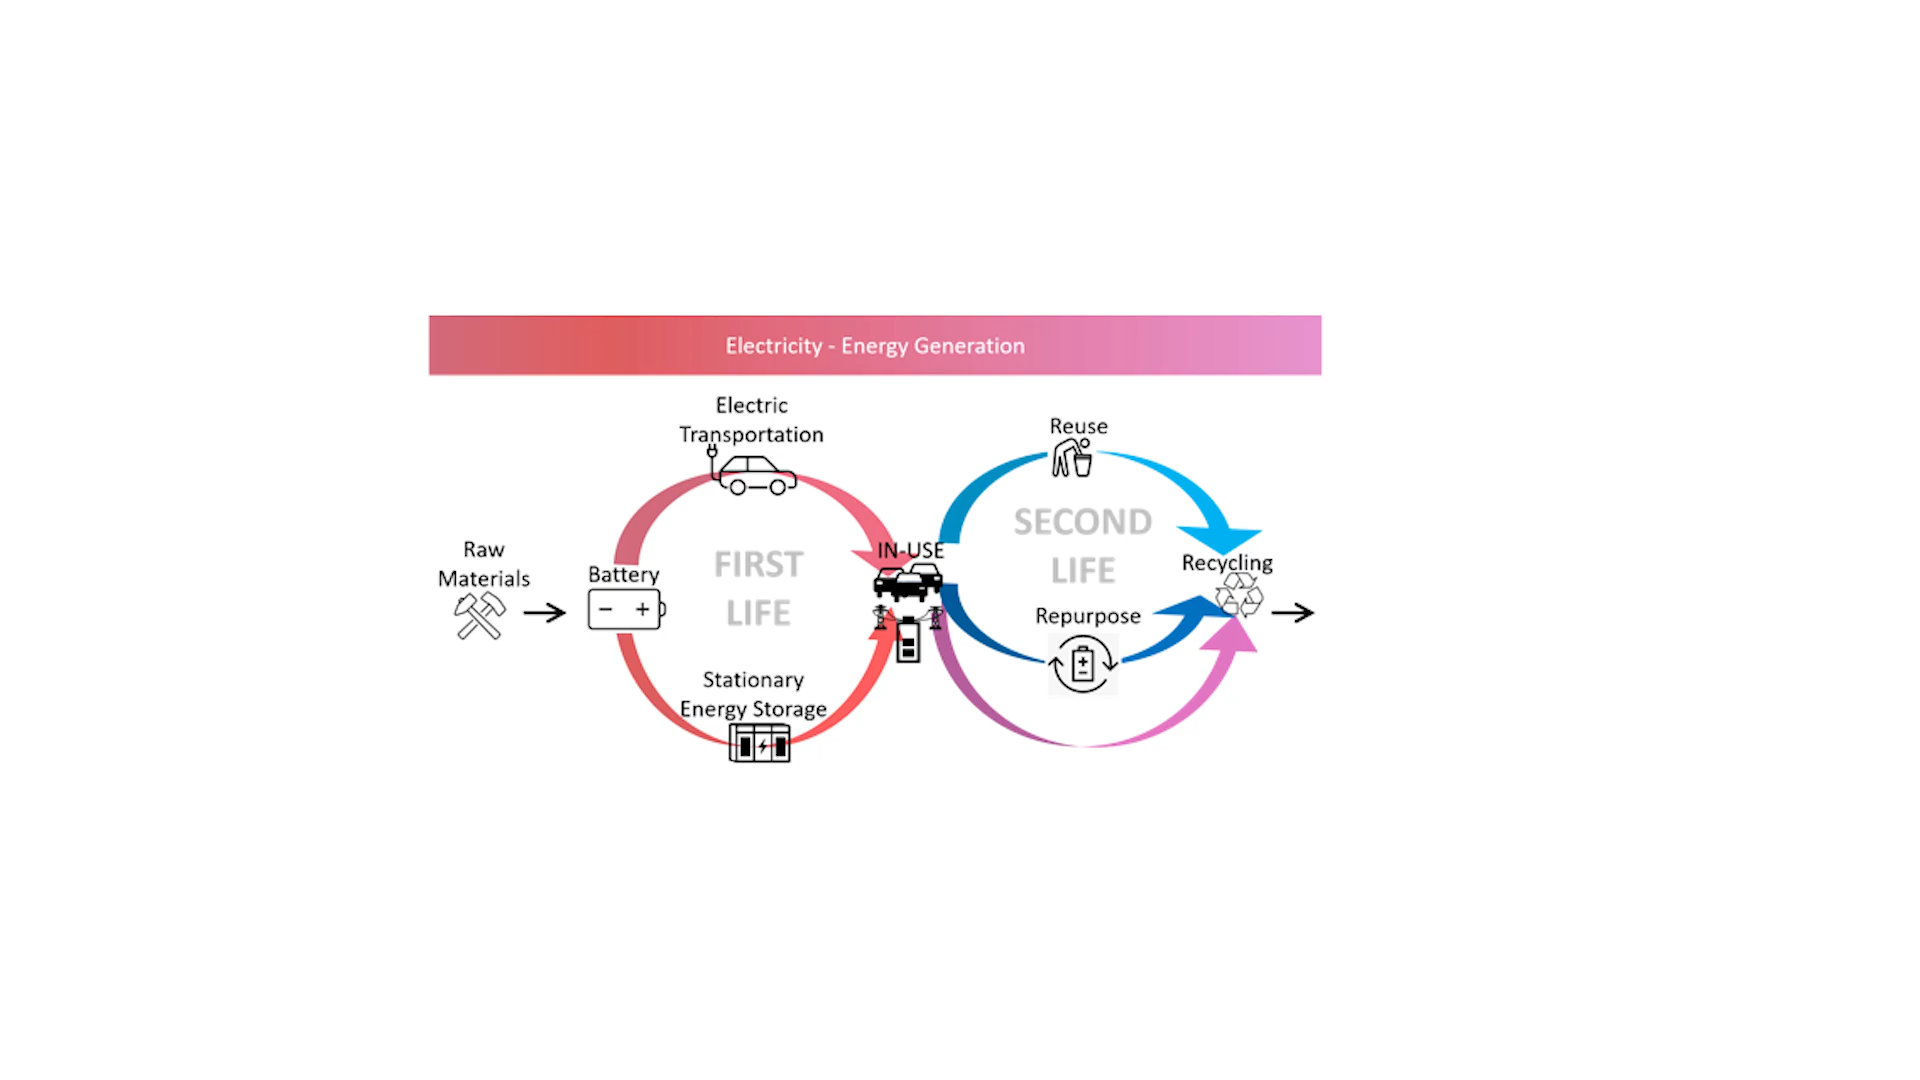 Electricity - Energy Generation
Electric
Transportation
Reuse
SECOND
LIFE
FIRST
LIFE
IN-USE
Raw
Materials
Battery
Recycling
Repurpose
Stationary
Energy Storage